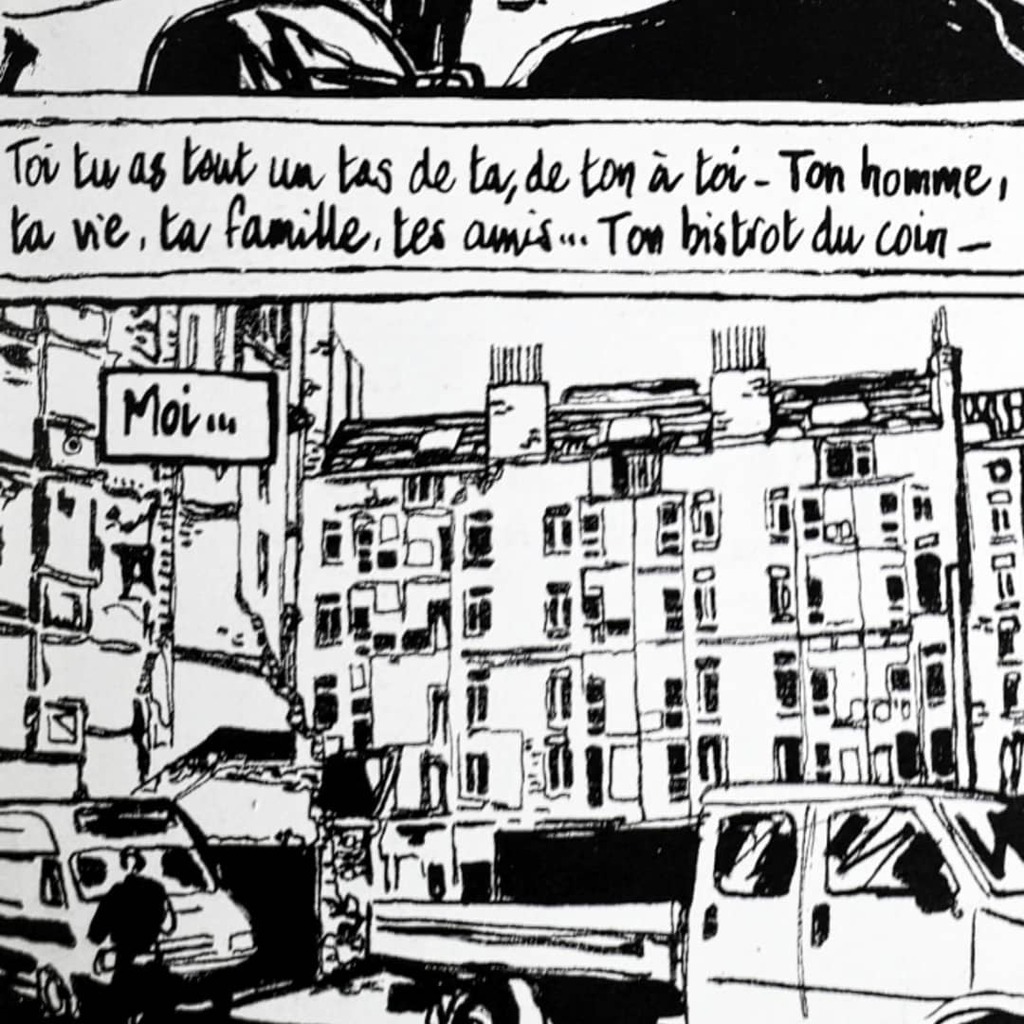 Toi tu as tout un tas de ta, de ton à toi - Ton homme,
ta vie, ta famille, tes amis... Ton bistrot du coin -
Moi...